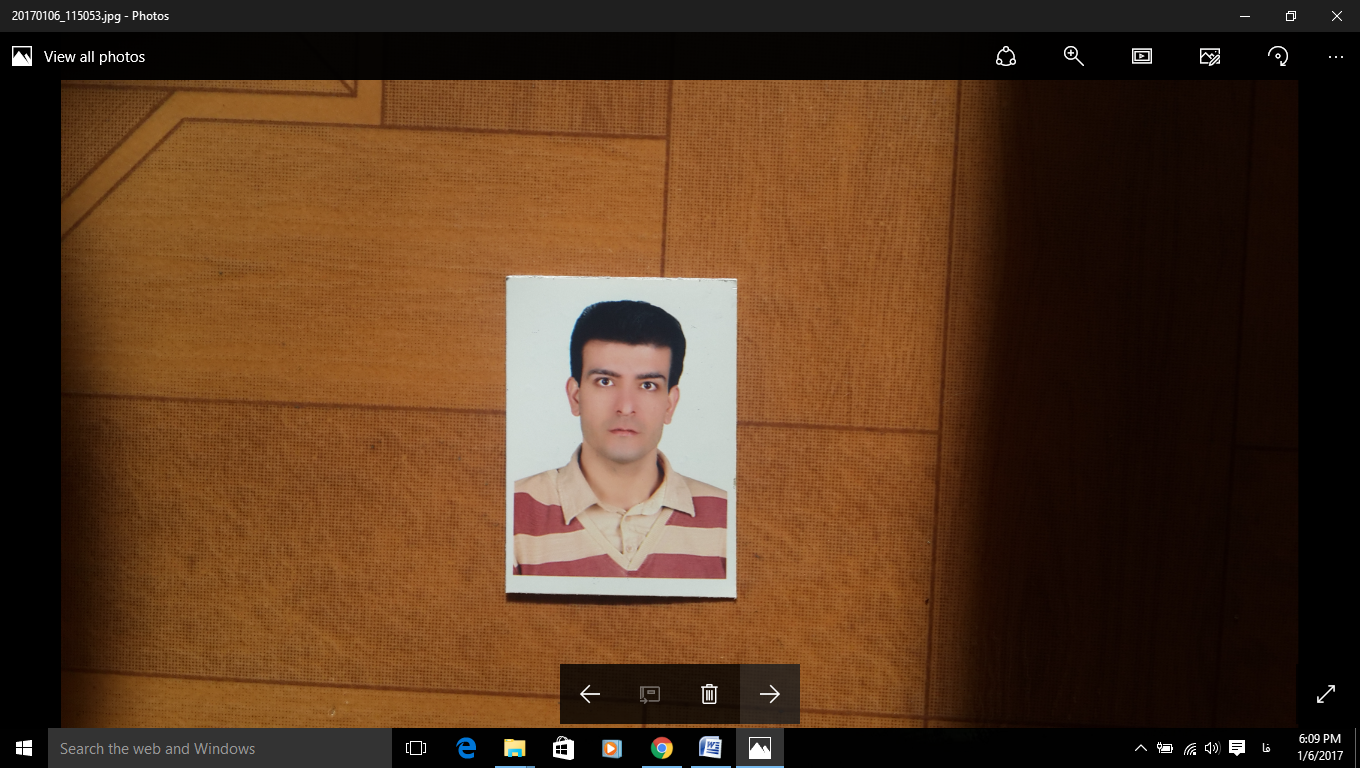 20170106_115053.jpg - Photos
View all photos
Search the web and Windows
فا
6:09 PM
1/6/2017